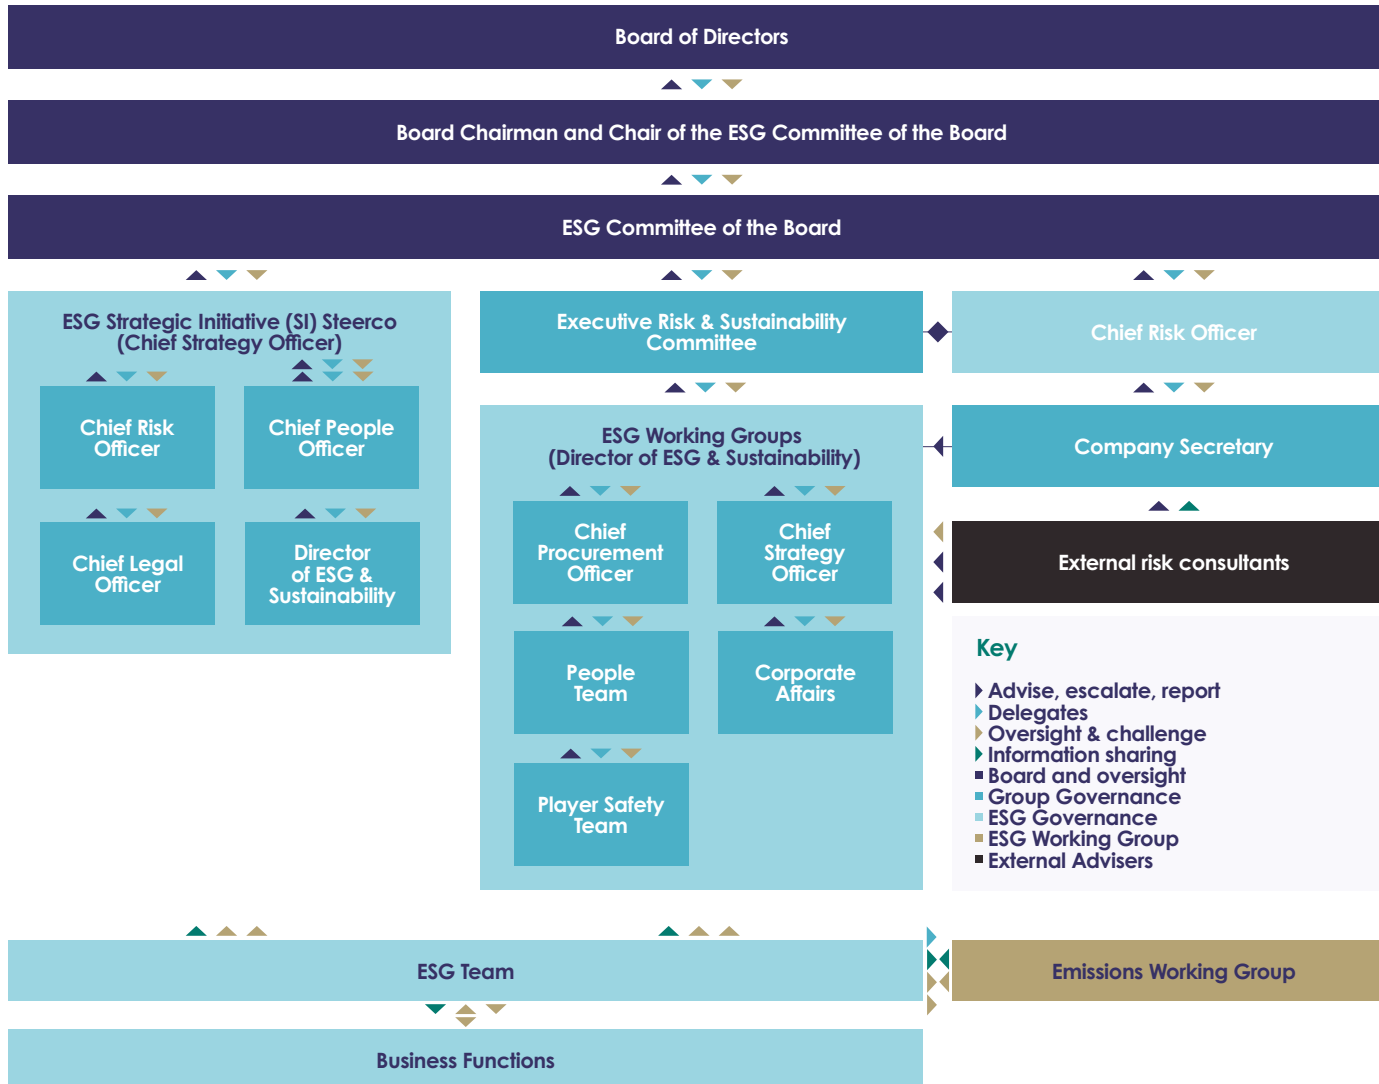 Board of Directors
Board Chairman and Chair of the ESG Committee of the Board
ESG Committee of the Board
ESG Strategic Initiative (SI) Steerco
(Chief Strategy Officer)
Chief Risk
Officer
Chief People
Officer
Chief Legal
Officer
Director
of ESG &
Sustainability
Executive Risk & Sustainability
Committee
ESG Working Groups
(Director of ESG & Sustainability)
Chief
Procurement
Officer
Chief
Strategy
Officer
People
Team
Corporate
Affairs
Player Safety
Team
Chief Risk Officer
Company Secretary
External risk consultants
Key
Advise, escalate, report
Delegates
Oversight & challenge
Information sharing
Board and oversight
Group Governance
ESG Governance
ESG Working Group
External Advisers
ESG Team
Emissions Working Group
Business Functions